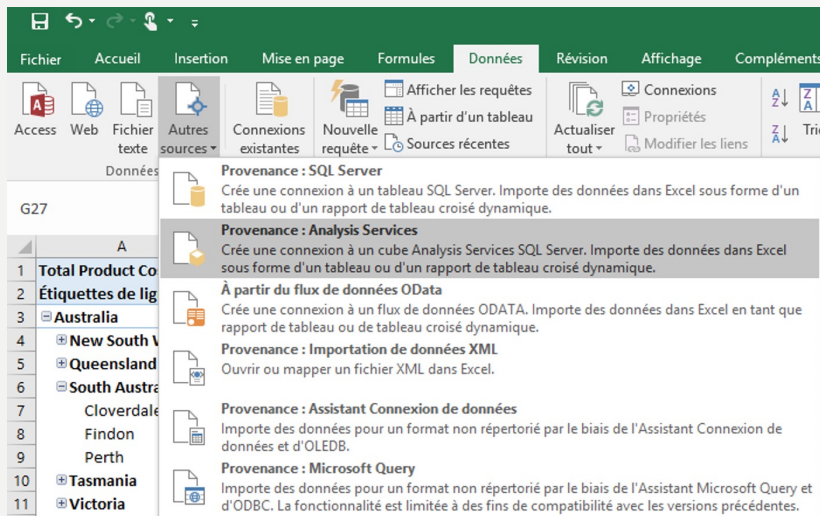 Fichier Accueil Insertion Mise en page Formules Données Révision Affichage Compléments
Access Web Fichier texte Autres sources Connexions existantes Nouvelle requête Afficher les requêtes
À partir d'un tableau
Sources récentes
Actualiser tout Connexions
Propriétés
Modifier les liens
A Z
Z A
Z A
Données
G27
Provenance : SQL Server
Crée une connexion à un tableau SQL Server. Importe des données dans Excel sous forme d'un
tableau ou d'un rapport de tableau croisé dynamique.
Provenance : Analysis Services
Crée une connexion à un cube Analysis Services SQL Server. Importe des données dans Excel
sous forme d'un tableau ou d'un rapport de tableau croisé dynamique.
À partir du flux de données OData
Crée une connexion à un flux de données ODATA. Importe des données dans Excel en tant que
rapport de tableau ou de tableau croisé dynamique.
Provenance : Importation de données XML
Ouvrir ou mapper un fichier XML dans Excel.
Provenance : Assistant Connexion de données
Importe des données pour un format non répertorié par le biais de l'Assistant Connexion de
données et d'OLEDB.
Provenance : Microsoft Query
Importe des données pour un format non répertorié par le biais de l'Assistant Microsoft Query et
d'ODBC. La fonctionnalité est limitée à des fins de compatibilité avec les versions précédentes.
A
1 Total Product Co
2 Étiquettes de lig
3 Australia
4 New South
5 Queensland
6 South Austra
7 Cloverdale
8 Findon
9 Perth
10 Tasmania
11 Victoria